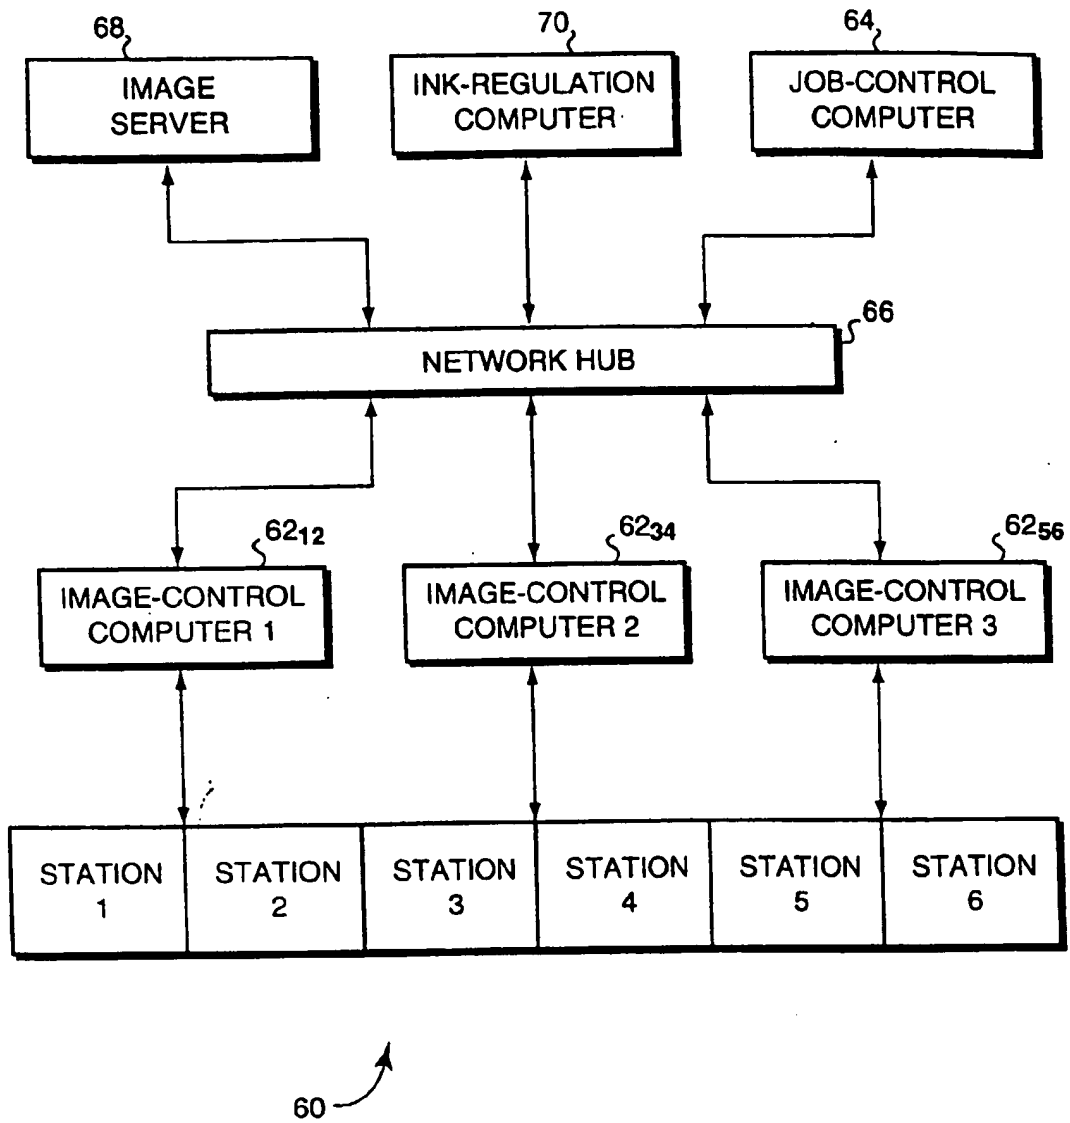 68
70
64
IMAGE
SERVER
INK-REGULATION
COMPUTER
JOB-CONTROL
COMPUTER
66
NETWORK HUB
62₁₂
62₃₄
62₅₆
IMAGE-CONTROL
COMPUTER 1
IMAGE-CONTROL
COMPUTER 2
IMAGE-CONTROL
COMPUTER 3
STATION
1
STATION
2
STATION
3
STATION
4
STATION
5
STATION
6
60